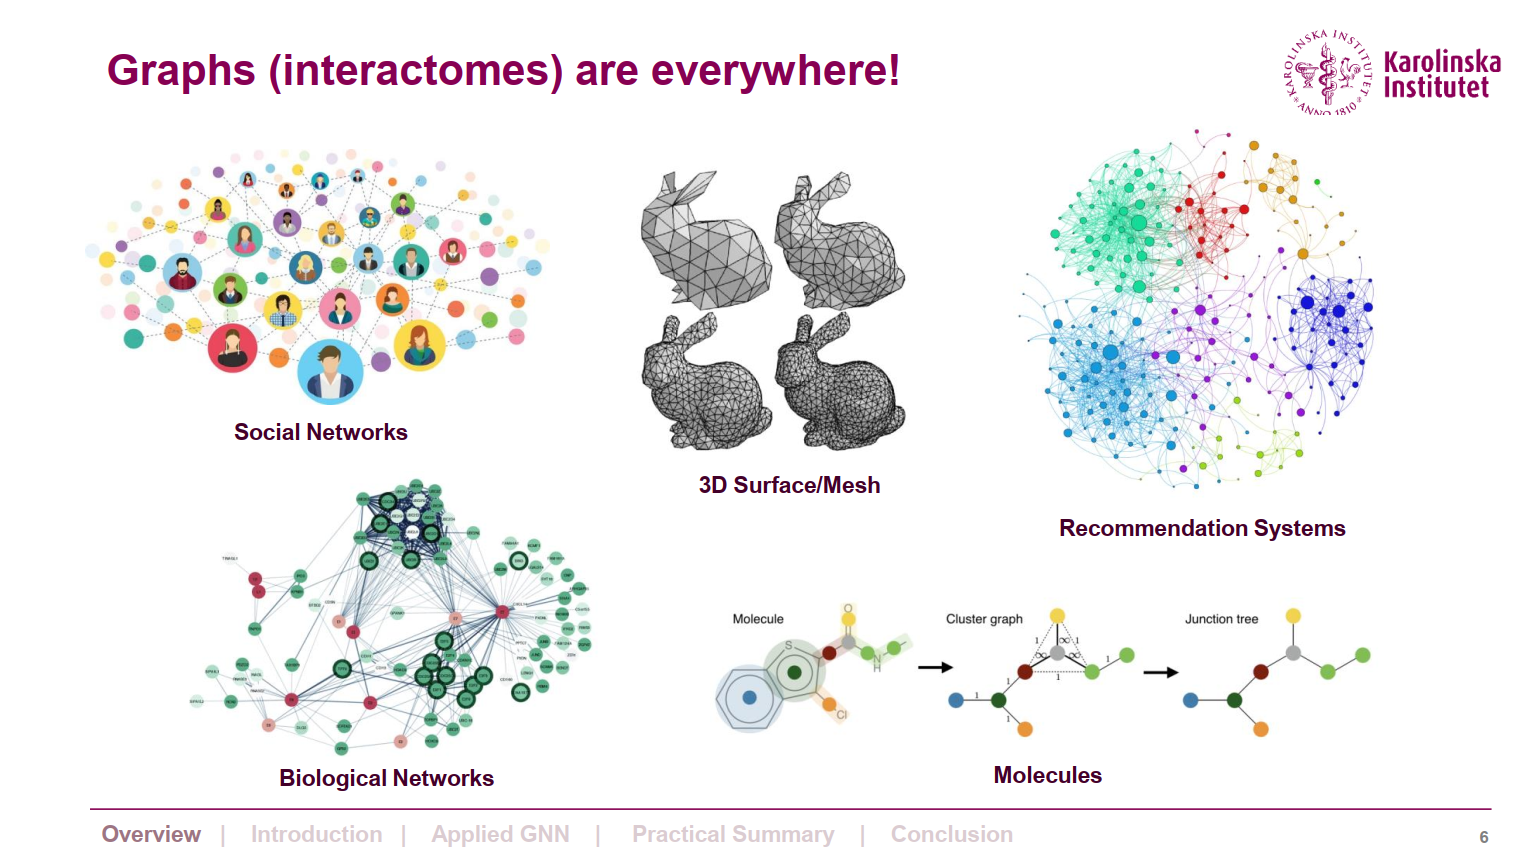 Graphs (interactomes) are everywhere!
KAROLINSKA INSTITUTET
ANNO 1810
Karolinska
Institutet
Social Networks
3D Surface/Mesh
Recommendation Systems
Biological Networks
Molecule
Cluster graph
Junction tree
O
S
N
H
Cl
1
1
∞
∞
∞
1
1
1
1
1
Molecules
Overview | Introduction | Applied GNN | Practical Summary | Conclusion
6